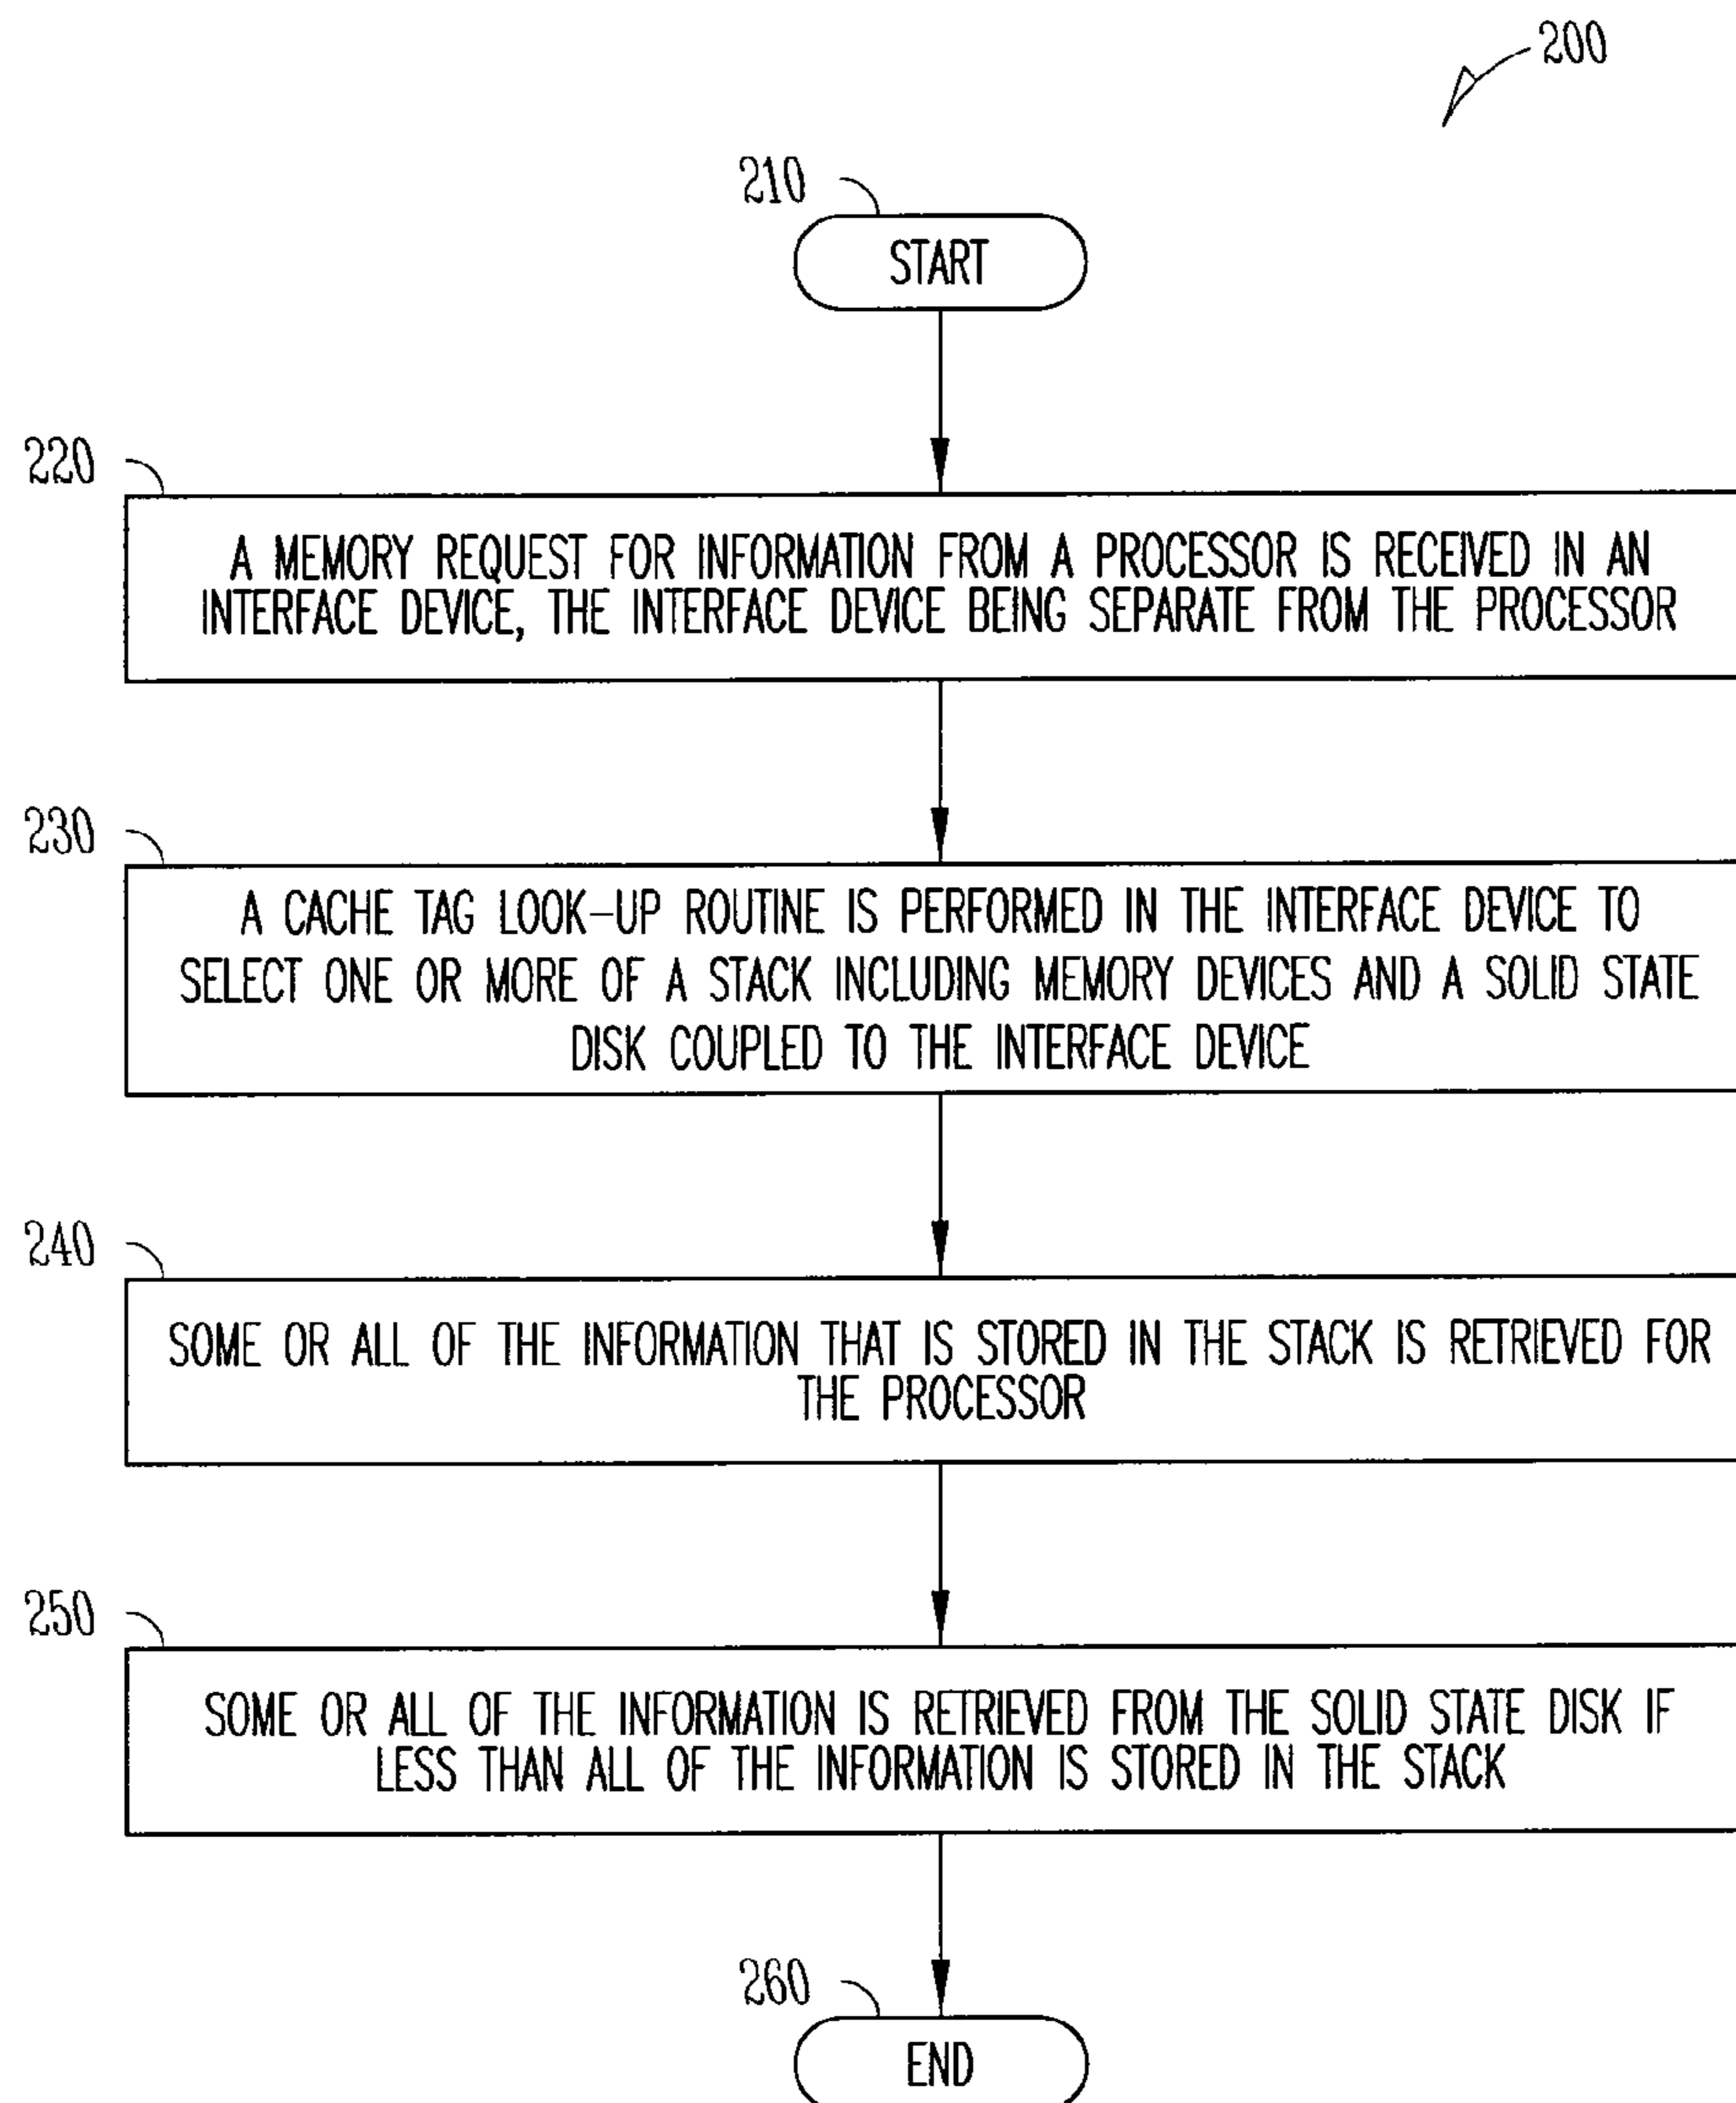 200
210
START
220
A MEMORY REQUEST FOR INFORMATION FROM A PROCESSOR IS RECEIVED IN AN
INTERFACE DEVICE, THE INTERFACE DEVICE BEING SEPARATE FROM THE PROCESSOR
230
A CACHE TAG LOOK-UP ROUTINE IS PERFORMED IN THE INTERFACE DEVICE TO
SELECT ONE OR MORE OF A STACK INCLUDING MEMORY DEVICES AND A SOLID STATE
DISK COUPLED TO THE INTERFACE DEVICE
240
SOME OR ALL OF THE INFORMATION THAT IS STORED IN THE STACK IS RETRIEVED FOR
THE PROCESSOR
250
SOME OR ALL OF THE INFORMATION IS RETRIEVED FROM THE SOLID STATE DISK IF
LESS THAN ALL OF THE INFORMATION IS STORED IN THE STACK
260
END